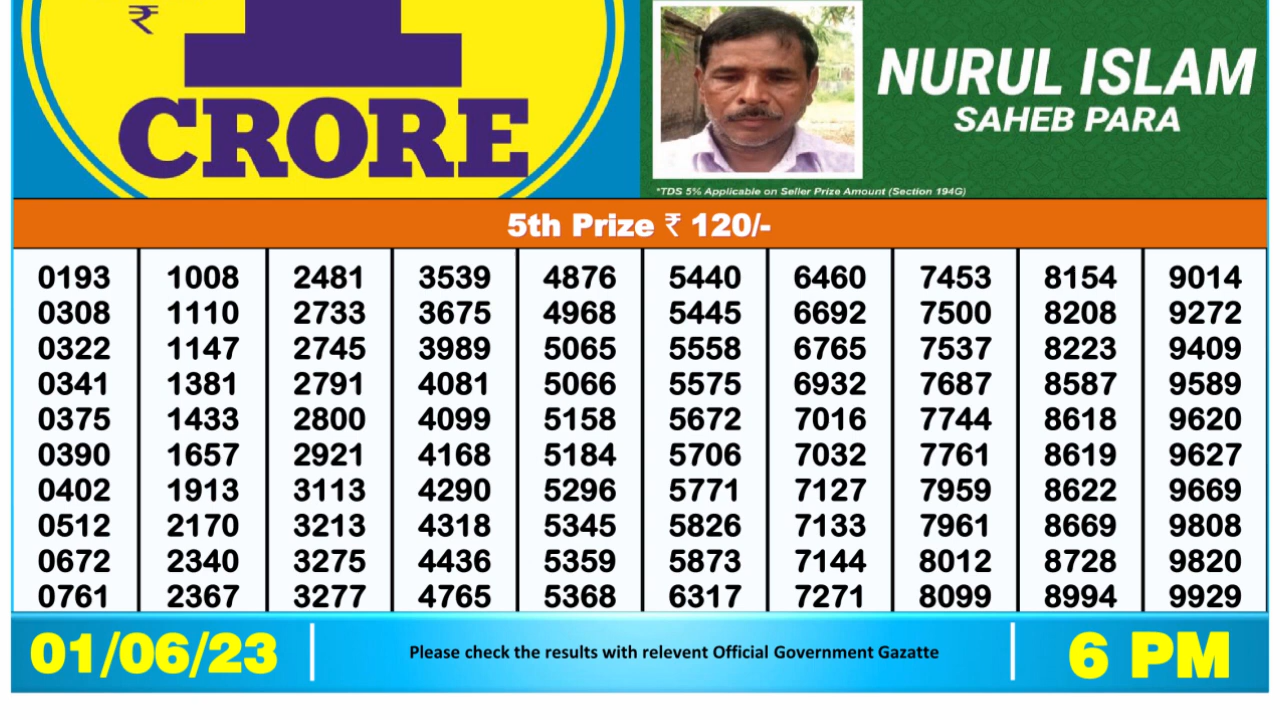 ₹
1
CRORE
NURUL ISLAM
SAHEB PARA
*TDS 5% Applicable on Seller Prize Amount (Section 194G)
5th Prize ₹ 120/-
0193 1008 2481 3539 4876 5440 6460 7453 8154 9014
0308 1110 2733 3675 4968 5445 6692 7500 8208 9272
0322 1147 2745 3989 5065 5558 6765 7537 8223 9409
0341 1381 2791 4081 5066 5575 6932 7687 8587 9589
0375 1433 2800 4099 5158 5672 7016 7744 8618 9620
0390 1657 2921 4168 5184 5706 7032 7761 8619 9627
0402 1913 3113 4290 5296 5771 7127 7959 8622 9669
0512 2170 3213 4318 5345 5826 7133 7961 8669 9808
0672 2340 3275 4436 5359 5873 7144 8012 8728 9820
0761 2367 3277 4765 5368 6317 7271 8099 8994 9929
01/06/23
Please check the results with relevent Official Government Gazatte
6 PM